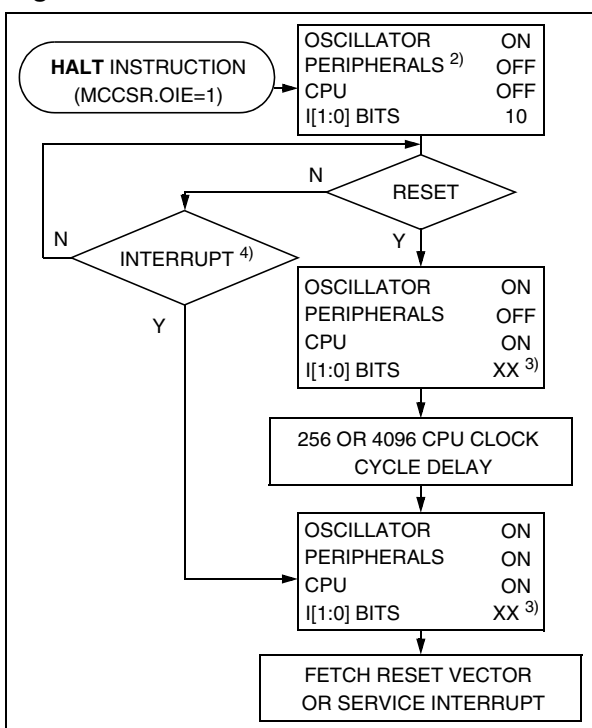 HALT INSTRUCTION
(MCCSR.OIE=1)
OSCILLATOR ON
PERIPHERALS 2) OFF
CPU OFF
I[1:0] BITS 10
RESET
N
Y
INTERRUPT 4)
N
Y
OSCILLATOR ON
PERIPHERALS OFF
CPU ON
I[1:0] BITS XX 3)
256 OR 4096 CPU CLOCK
CYCLE DELAY
OSCILLATOR ON
PERIPHERALS ON
CPU ON
I[1:0] BITS XX 3)
FETCH RESET VECTOR
OR SERVICE INTERRUPT